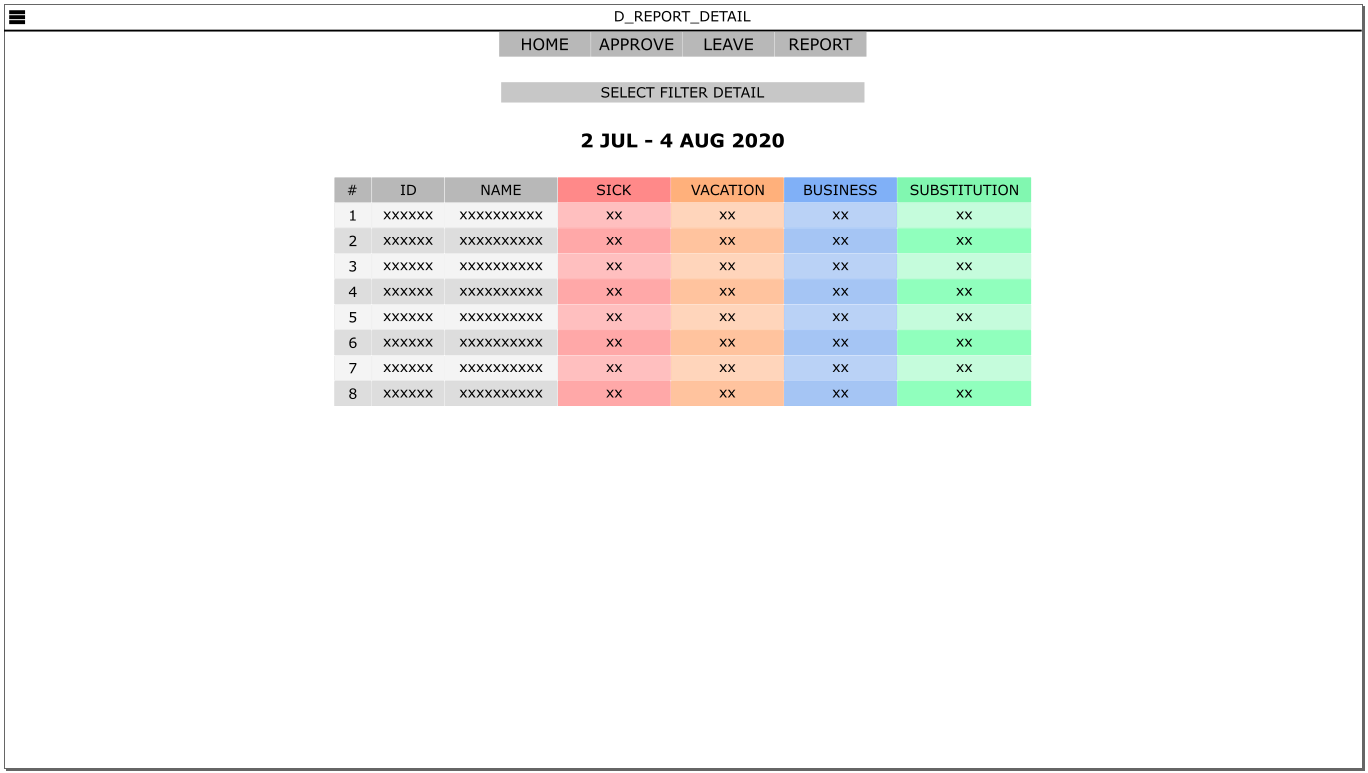 D_REPORT_DETAIL
HOME APPROVE LEAVE REPORT
SELECT FILTER DETAIL
2 JUL - 4 AUG 2020
# ID NAME SICK VACATION BUSINESS SUBSTITUTION
1 xxxxxx xxxxxxxxxx xx xx xx xx
2 xxxxxx xxxxxxxxxx xx xx xx xx
3 xxxxxx xxxxxxxxxx xx xx xx xx
4 xxxxxx xxxxxxxxxx xx xx xx xx
5 xxxxxx xxxxxxxxxx xx xx xx xx
6 xxxxxx xxxxxxxxxx xx xx xx xx
7 xxxxxx xxxxxxxxxx xx xx xx xx
8 xxxxxx xxxxxxxxxx xx xx xx xx